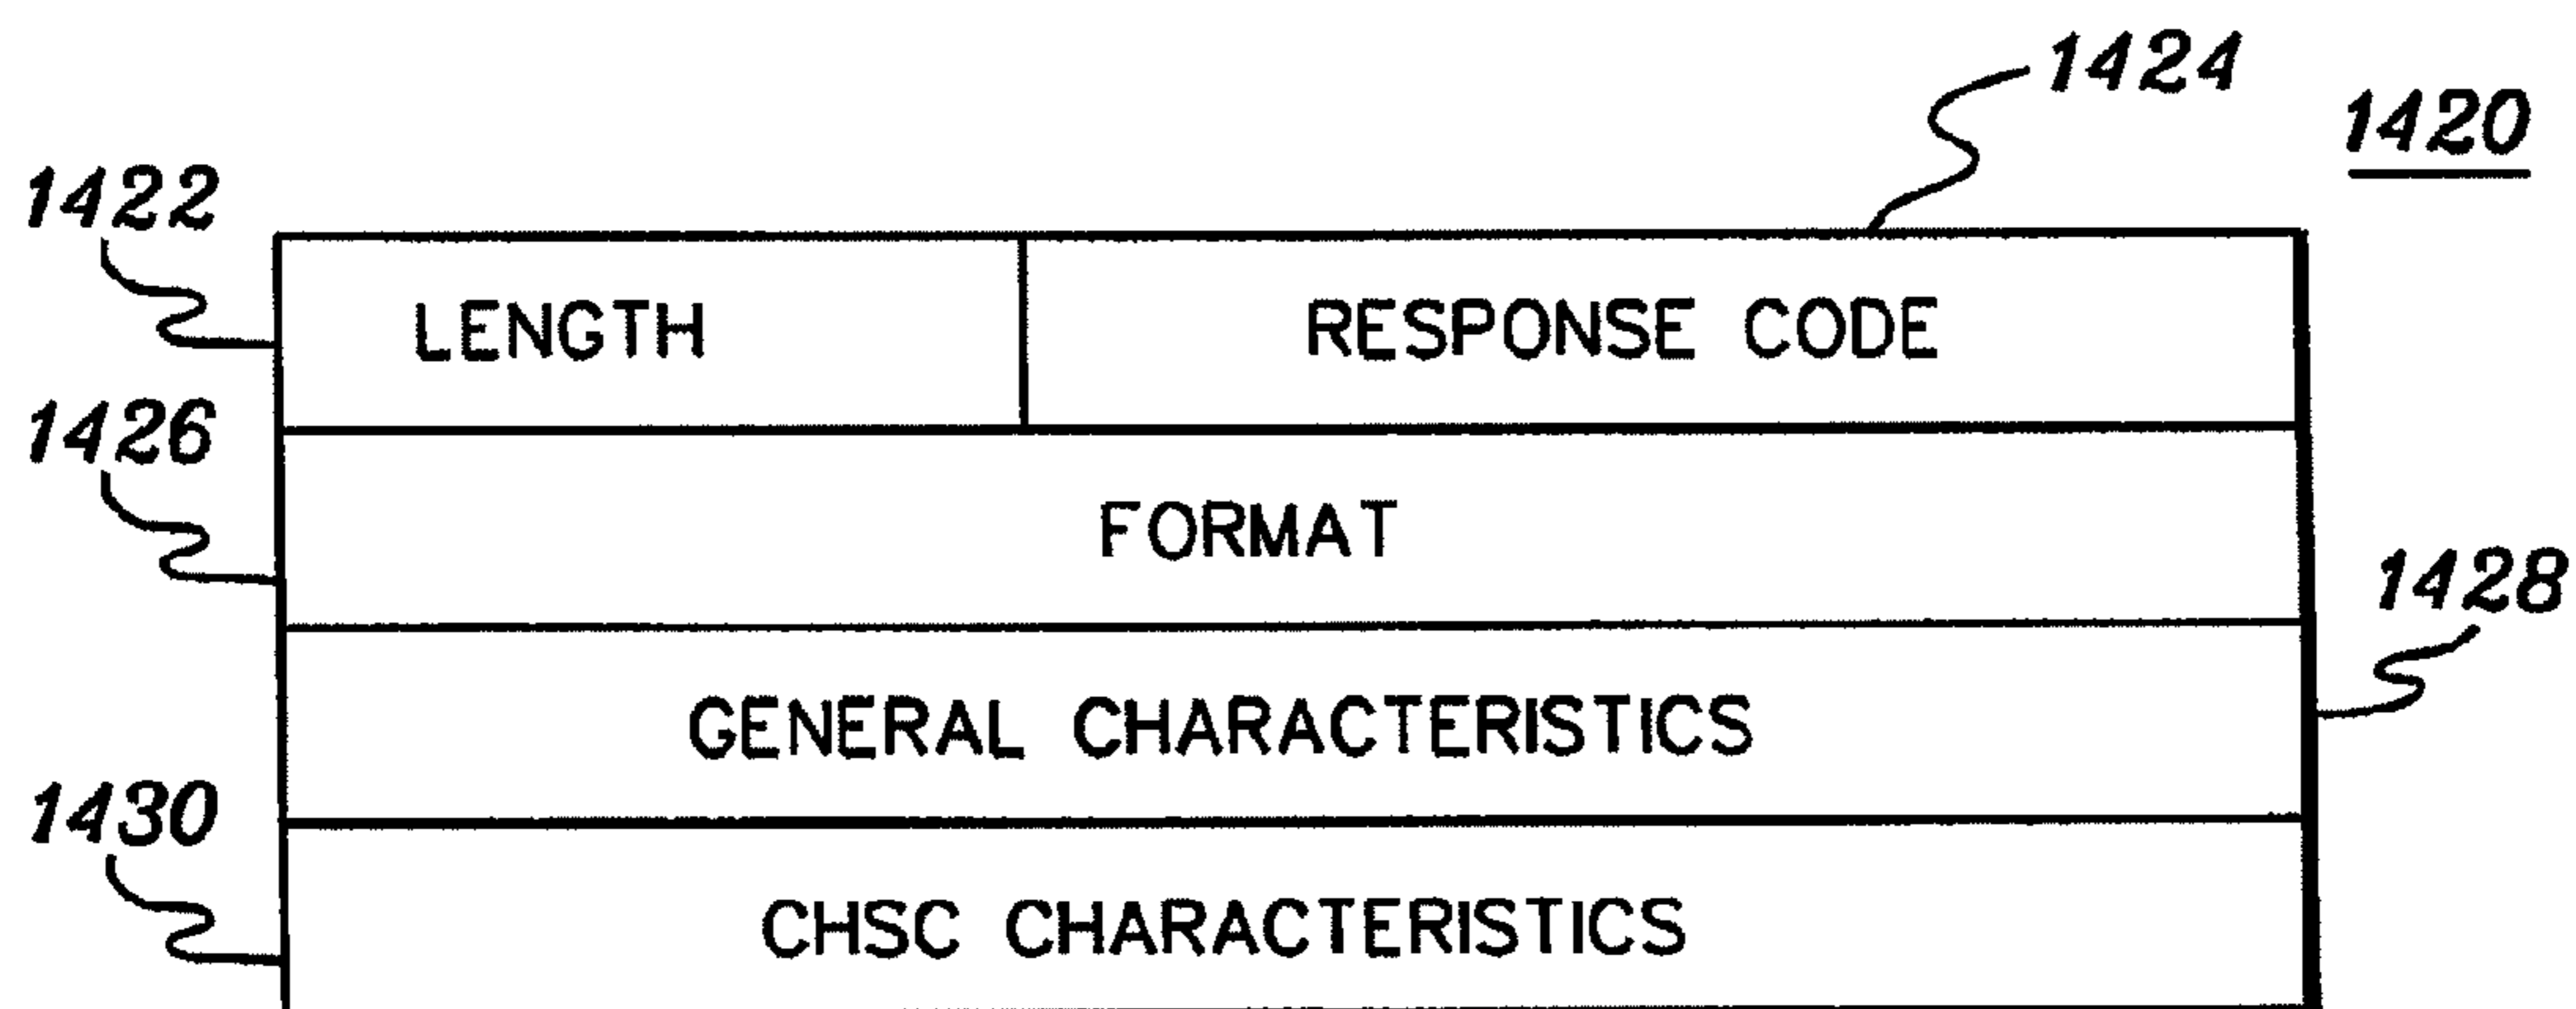 1424
1420
1422
LENGTH RESPONSE CODE
1426
FORMAT
1428
GENERAL CHARACTERISTICS
1430
CHSC CHARACTERISTICS